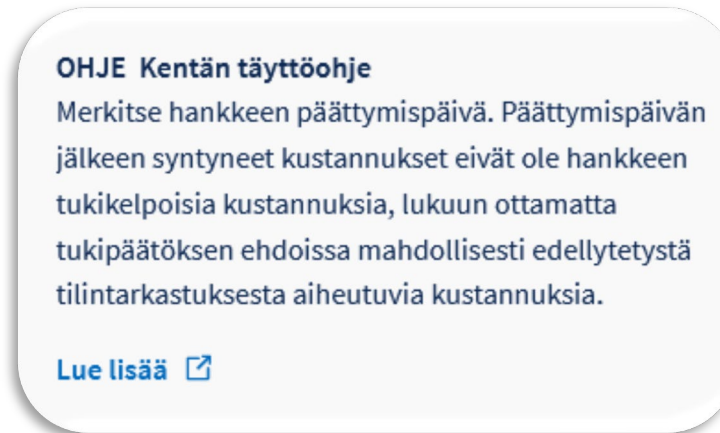 OHJE Kentän täyttöohje
Merkitse hankkeen päättymispäivä. Päättymispäivän
jälkeen syntyneet kustannukset eivät ole hankkeen
tukikelpoisia kustannuksia, lukuun ottamatta
tukipäätöksen ehdoissa mahdollisesti edellytetystä
tilintarkastuksesta aiheutuvia kustannuksia.
Lue lisää